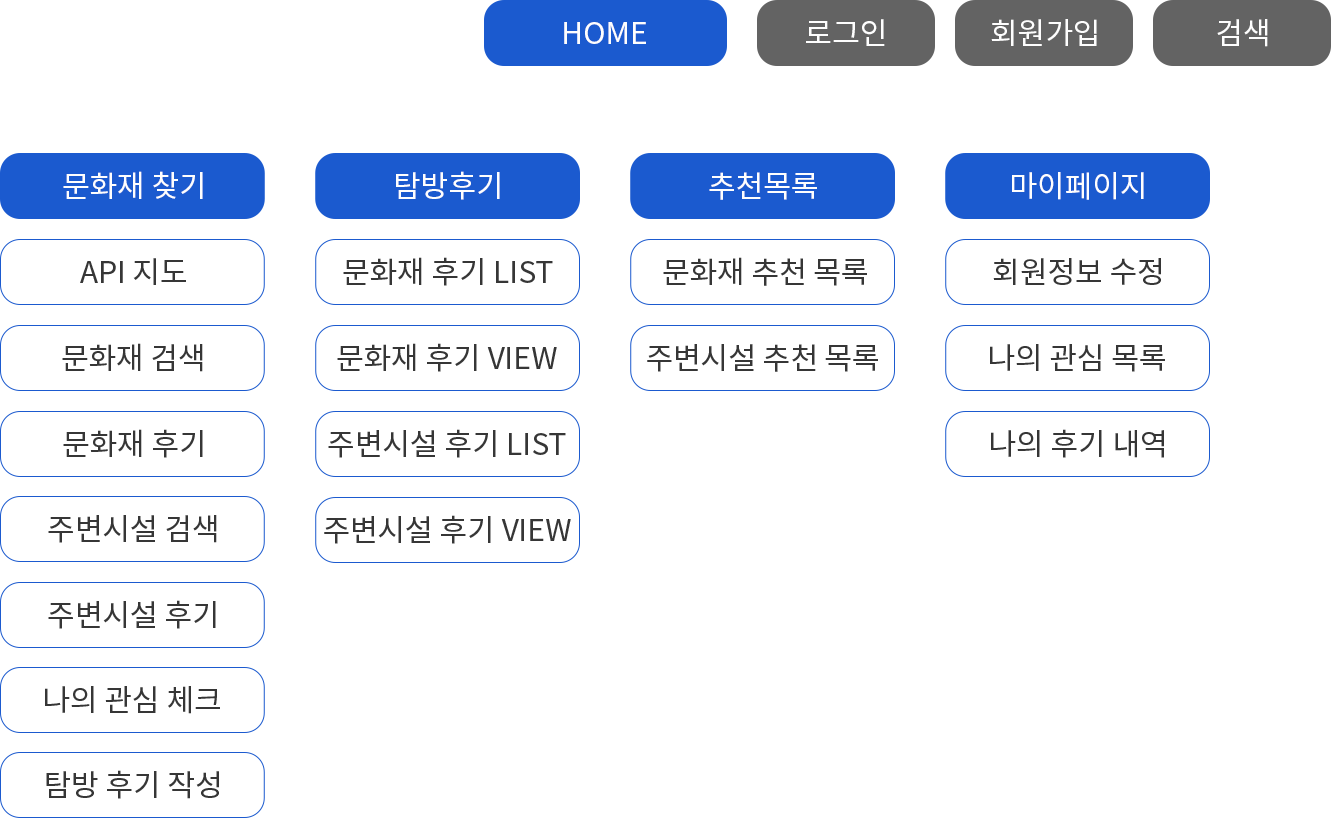 HOME
로그인
회원가입
검색
문화재 찾기
API 지도
문화재 검색
문화재 후기
주변시설 검색
주변시설 후기
나의 관심 체크
탐방 후기 작성
탐방후기
문화재 후기 LIST
문화재 후기 VIEW
주변시설 후기 LIST
주변시설 후기 VIEW
추천목록
문화재 추천 목록
주변시설 추천 목록
마이페이지
회원정보 수정
나의 관심 목록
나의 후기 내역